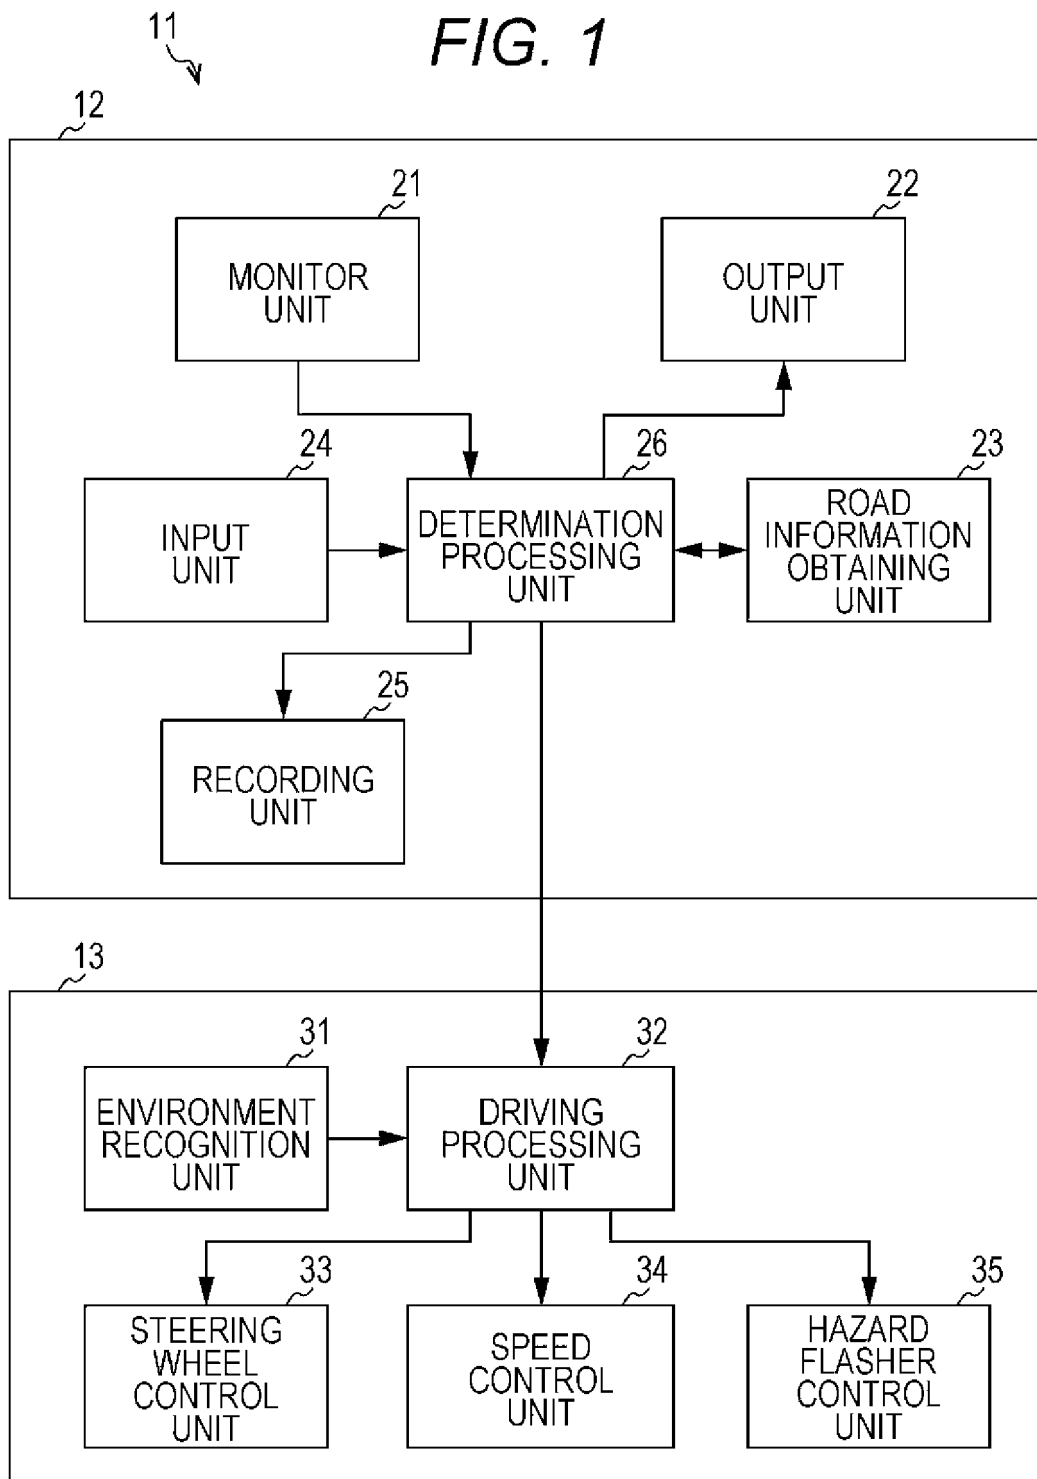 11
FIG. 1
12
21
MONITOR
UNIT
22
OUTPUT
UNIT
24
INPUT
UNIT
26
DETERMINATION
PROCESSING
UNIT
23
ROAD
INFORMATION
OBTAINING
UNIT
25
RECORDING
UNIT
13
31
ENVIRONMENT
RECOGNITION
UNIT
32
DRIVING
PROCESSING
UNIT
33
STEERING
WHEEL
CONTROL
UNIT
34
SPEED
CONTROL
UNIT
35
HAZARD
FLASHER
CONTROL
UNIT